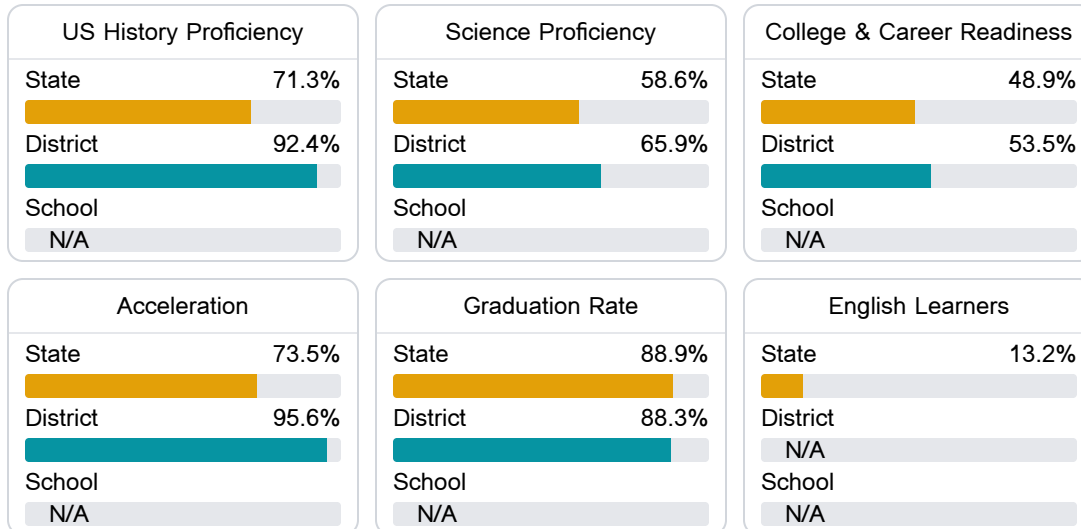 US History Proficiency
State 71.3%
District 92.4%
School
N/A
Science Proficiency
State 58.6%
District 65.9%
School
N/A
College & Career Readiness
State 48.9%
District 53.5%
School
N/A
Acceleration
State 73.5%
District 95.6%
School
N/A
Graduation Rate
State 88.9%
District 88.3%
School
N/A
English Learners
State 13.2%
District
N/A
School
N/A